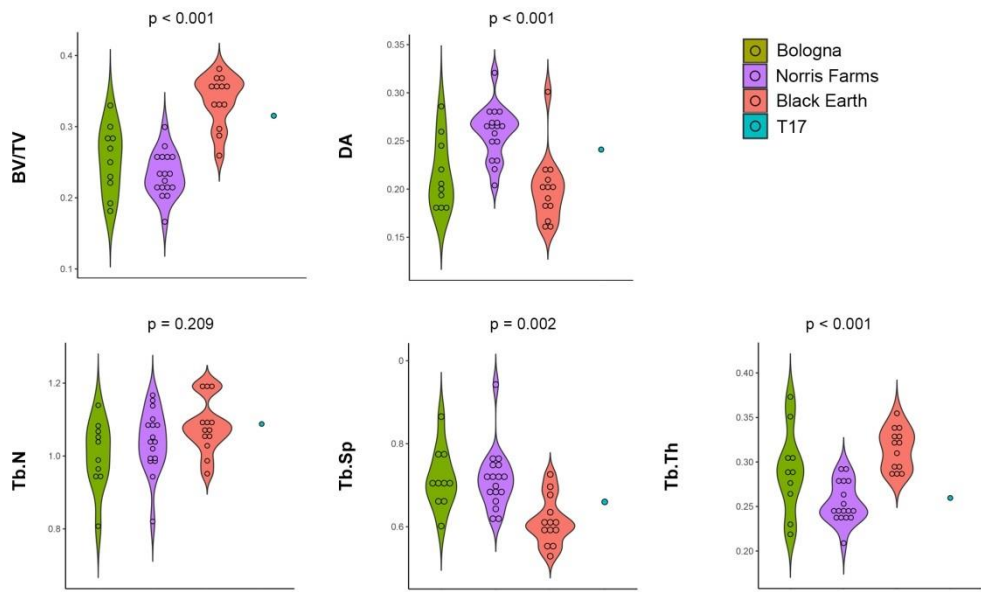 p < 0.001
BV/TV
0.4
0.3
0.2
0.1
p < 0.001
DA
0.35
0.30
0.25
0.20
0.15
Bologna
Norris Farms
Black Earth
T17
p = 0.209
Tb.N
1.2
1.0
0.8
p = 0.002
Tb.Sp
0
0.8
0.6
p < 0.001
Tb.Th
0.40
0.35
0.30
0.25
0.20